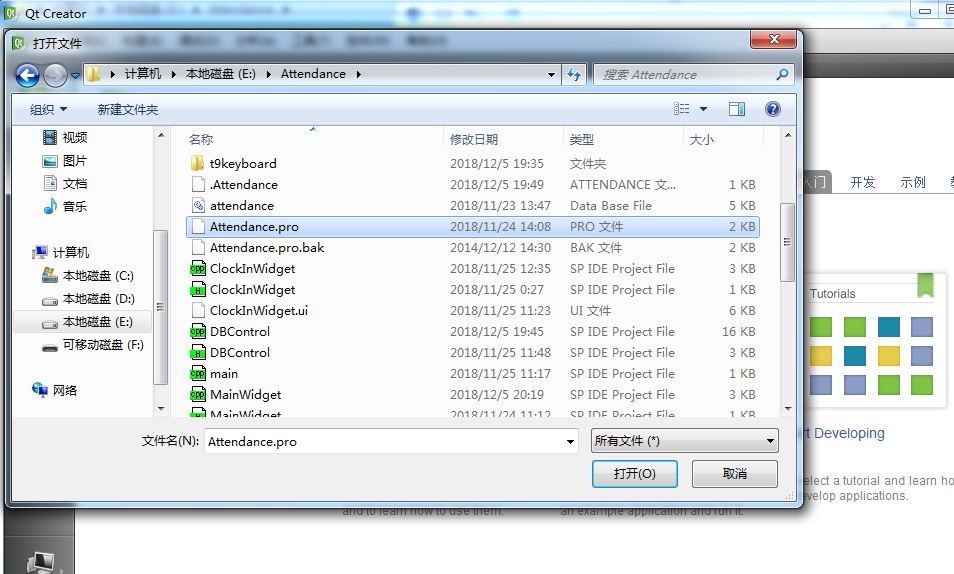 Qt Creator
打开文件
计算机 本地磁盘 (E:) Attendance
搜索 Attendance
组织 新建文件夹
视频
图片
文档
音乐
计算机
本地磁盘 (C:)
本地磁盘 (D:)
本地磁盘 (E:)
可移动磁盘 (F:)
网络
名称 修改日期 类型 大小
t9keyboard 2018/12/5 19:35 文件夹
.Attendance 2018/12/5 19:49 ATTENDANCE 文... 1 KB
attendance 2018/11/23 13:47 Data Base File 5 KB
Attendance.pro 2018/11/24 14:08 PRO 文件 2 KB
Attendance.pro.bak 2014/12/12 14:30 BAK 文件 2 KB
ClockInWidget 2018/11/25 12:35 SP IDE Project File 3 KB
ClockInWidget 2018/11/25 0:27 SP IDE Project File 1 KB
ClockInWidget.ui 2018/11/25 11:23 UI 文件 6 KB
DBControl 2018/12/5 19:45 SP IDE Project File 16 KB
DBControl 2018/11/25 11:48 SP IDE Project File 3 KB
main 2018/11/25 11:17 SP IDE Project File 1 KB
MainWidget 2018/12/5 20:19 SP IDE Project File 3 KB
MainWidget 2018/11/24 11:12 SP IDE Project File 1 KB
文件名(N): Attendance.pro 所有文件 (*)
打开(O) 取消
入门 开发 示例
Tutorials
rt Developing
elect a tutorial and learn ho
evelop applications.
and to learn how to use them.
an example application and run it.